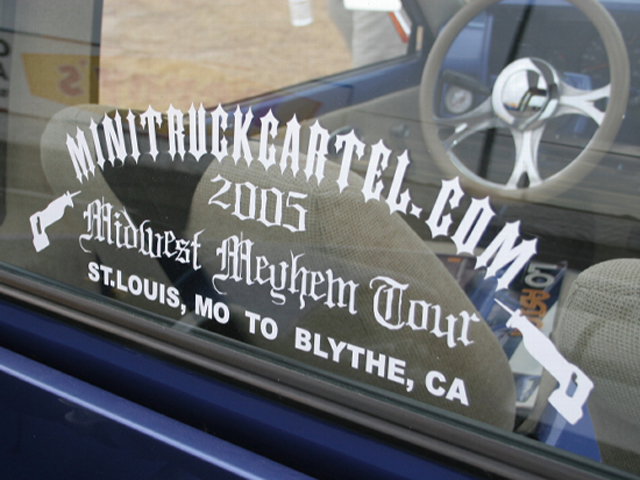 MINITRUCKCARTEL.COM
2005
Midwest Meyhem Tour
ST.LOUIS, MO TO BLYTHE, CA